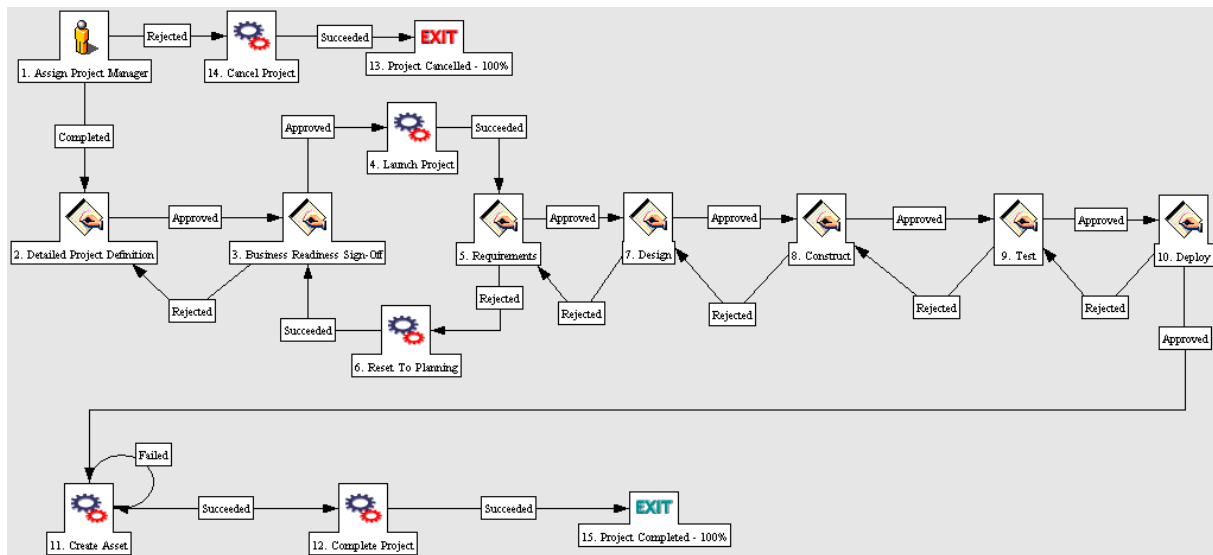 Rejected
Succeeded
EXIT
1. Assign Project Manager
14. Cancel Project
13. Project Cancelled - 100%
Completed
Approved
Succeeded
4. Launch Project
Approved
Approved
Approved
Approved
Approved
2. Detailed Project Definition
3. Business Readiness Sign-Off
5. Requirements
7. Design
8. Construct
9. Test
10. Deploy
Rejected
Rejected
Rejected
Rejected
Rejected
Rejected
Succeeded
6. Reset To Planning
Approved
Failed
Succeeded
Succeeded
EXIT
11. Create Asset
12. Complete Project
15. Project Completed - 100%